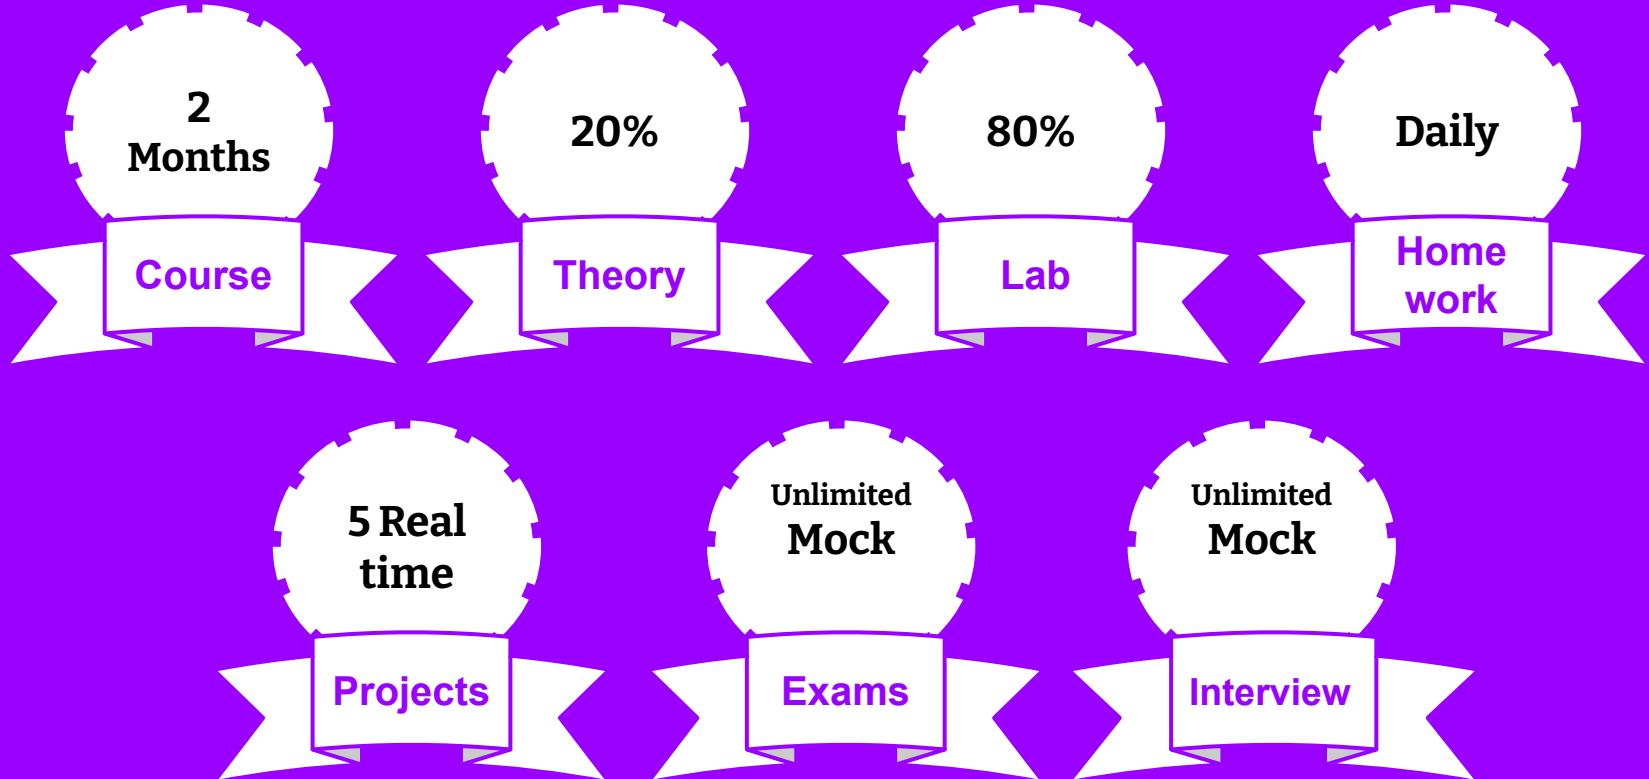 2
Months
Course
20%
Theory
80%
Lab
Daily
Home
work
5 Real
time
Projects
Unlimited
Mock
Exams
Unlimited
Mock
Interview